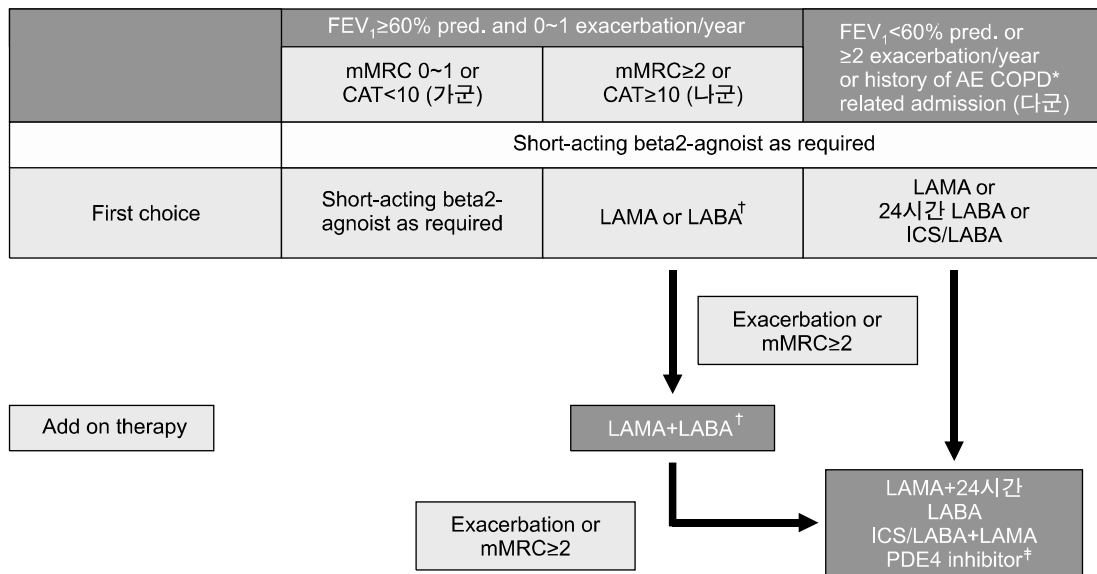 FEV₁≥60% pred. and 0~1 exacerbation/year
FEV₁<60% pred. or
≥2 exacerbation/year
or history of AE COPD*
related admission (다군)
mMRC 0~1 or
CAT<10 (가군)
mMRC≥2 or
CAT≥10 (나군)
Short-acting beta2-agnoist as required
First choice
Short-acting beta2-
agnoist as required
LAMA or LABA†
LAMA or
24시간 LABA or
ICS/LABA
Exacerbation or
mMRC≥2
Add on therapy
LAMA+LABA†
Exacerbation or
mMRC≥2
LAMA+24시간
LABA
ICS/LABA+LAMA
PDE4 inhibitor‡